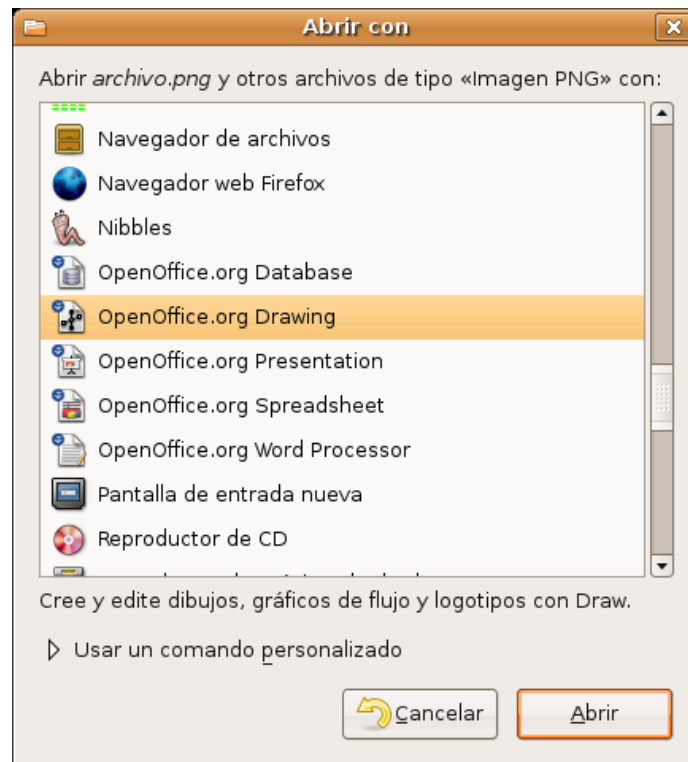 Abrir con
Abrir archivo.png y otros archivos de tipo «Imagen PNG» con:
Navegador de archivos
Navegador web Firefox
Nibbles
OpenOffice.org Database
OpenOffice.org Drawing
OpenOffice.org Presentation
OpenOffice.org Spreadsheet
OpenOffice.org Word Processor
Pantalla de entrada nueva
Reproductor de CD
Cree y edite dibujos, gráficos de flujo y logotipos con Draw.
Usar un comando personalizado
Cancelar
Abrir